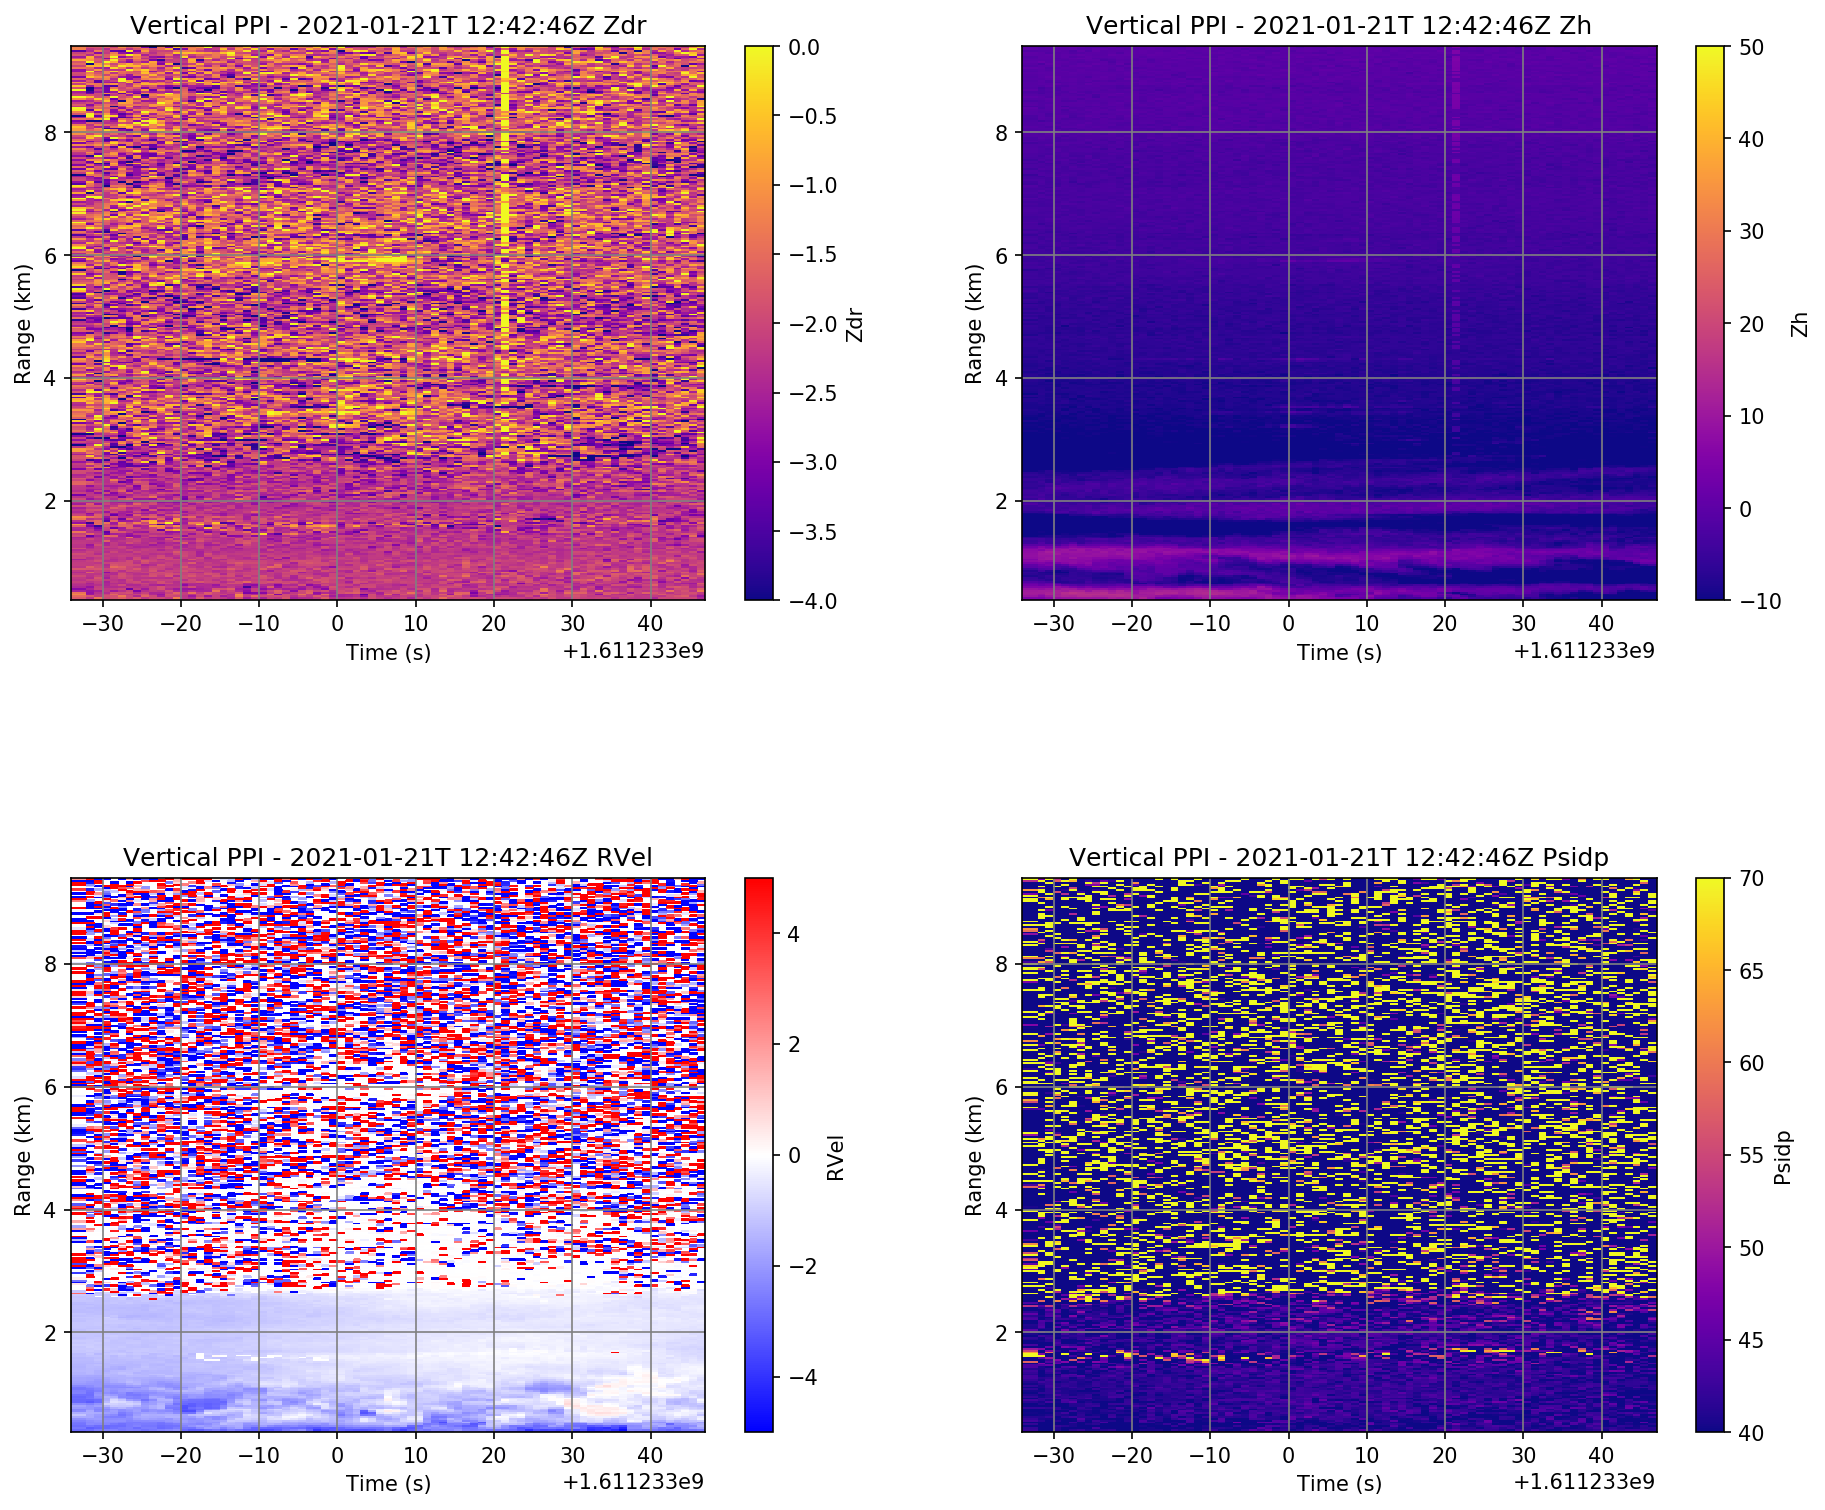 Vertical PPI - 2021-01-21T 12:42:46Z Zdr
Range (km)
8
6
4
2
−30 −20 −10 0 10 20 30 40
Time (s)
+1.611233e9
0.0
−0.5
−1.0
−1.5
−2.0
−2.5
−3.0
−3.5
−4.0
Zdr
Vertical PPI - 2021-01-21T 12:42:46Z Zh
Range (km)
8
6
4
2
−30 −20 −10 0 10 20 30 40
Time (s)
+1.611233e9
50
40
30
20
10
0
−10
Zh
Vertical PPI - 2021-01-21T 12:42:46Z RVel
Range (km)
8
6
4
2
−30 −20 −10 0 10 20 30 40
Time (s)
+1.611233e9
4
2
0
−2
−4
RVel
Vertical PPI - 2021-01-21T 12:42:46Z Psidp
Range (km)
8
6
4
2
−30 −20 −10 0 10 20 30 40
Time (s)
+1.611233e9
70
65
60
55
50
45
40
Psidp